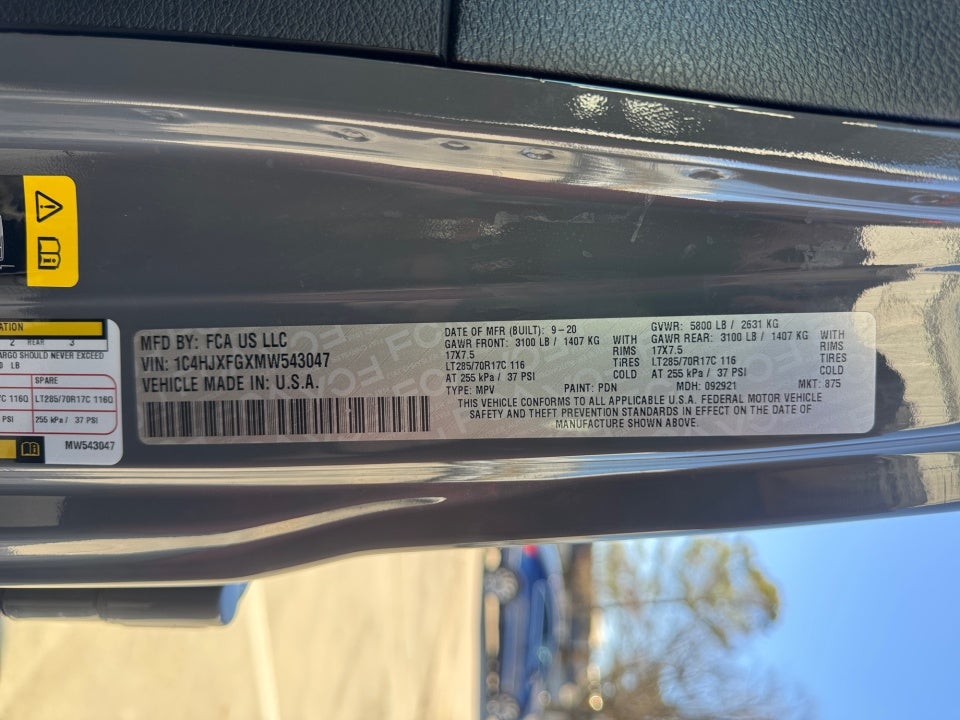 ATION
2 REAR 3
ARGO SHOULD NEVER EXCEED
LB
SPARE
7C 116Q LT285/70R17C 116Q
PSI 255 kPa / 37 PSI
MW543047
MFD BY: FCA US LLC
VIN: 1C4HJXFGXMW543047
VEHICLE MADE IN: U.S.A.
DATE OF MFR (BUILT): 9-20
GAWR FRONT: 3100 LB / 1407 KG WITH
17X7.5 RIMS
LT285/70R17C 116 TIRES
AT 255 kPa / 37 PSI COLD
TYPE: MPV PAINT: PDN
GVWR: 5800 LB / 2631 KG
GAWR REAR: 3100 LB / 1407 KG WITH
17X7.5 RIMS
LT285/70R17C 116 TIRES
AT 255 kPa / 37 PSI COLD
MDH: 092921 MKT: 875
THIS VEHICLE CONFORMS TO ALL APPLICABLE U.S.A. FEDERAL MOTOR VEHICLE
SAFETY AND THEFT PREVENTION STANDARDS IN EFFECT ON THE DATE OF
MANUFACTURE SHOWN ABOVE.